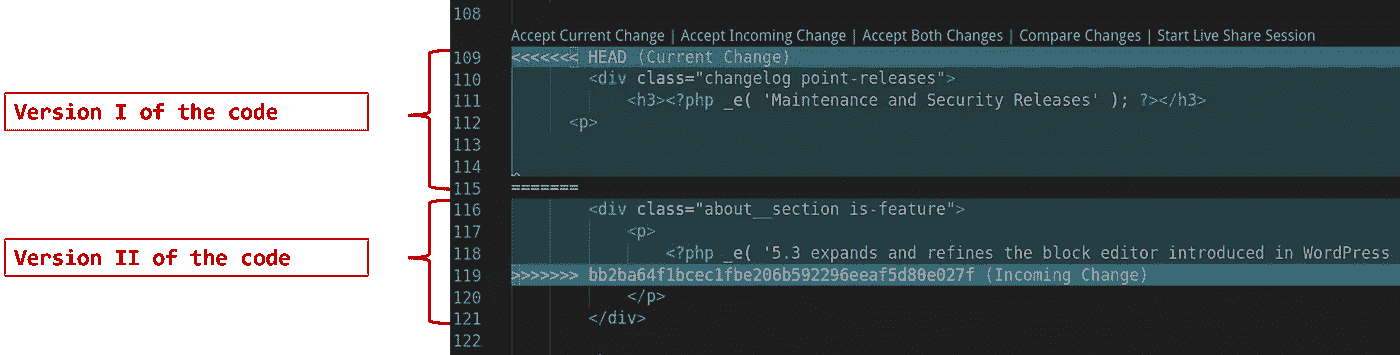 108
Accept Current Change | Accept Incoming Change | Accept Both Changes | Compare Changes | Start Live Share Session
109 <<<<<<< HEAD (Current Change)
110 <div class="changelog point-releases">
111 <h3><?php _e( 'Maintenance and Security Releases' ); ?></h3>
Version I of the code
112 <p>
113
114
115 =======
116 <div class="about__section is-feature">
117 <p>
118 <?php _e( '5.3 expands and refines the block editor introduced in WordPress
Version II of the code
119 >>>>>>> bb2ba64f1bcec1fbe206b592296eeaf5d80e027f (Incoming Change)
120 </p>
121 </div>
122